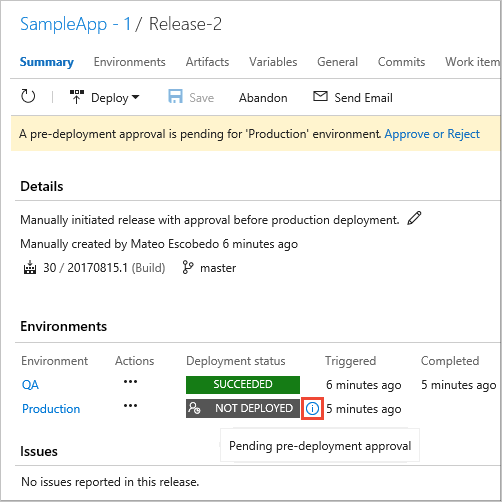 SampleApp - 1 / Release-2
Summary Environments Artifacts Variables General Commits Work item
Deploy Save Abandon Send Email
A pre-deployment approval is pending for 'Production' environment. Approve or Reject
Details
Manually initiated release with approval before production deployment.
Manually created by Mateo Escobedo 6 minutes ago
30 / 20170815.1 (Build) master
Environments
Environment Actions Deployment status Triggered Completed
QA ••• SUCCEEDED 6 minutes ago 5 minutes ago
Production ••• NOT DEPLOYED 5 minutes ago
Pending pre-deployment approval
Issues
No issues reported in this release.